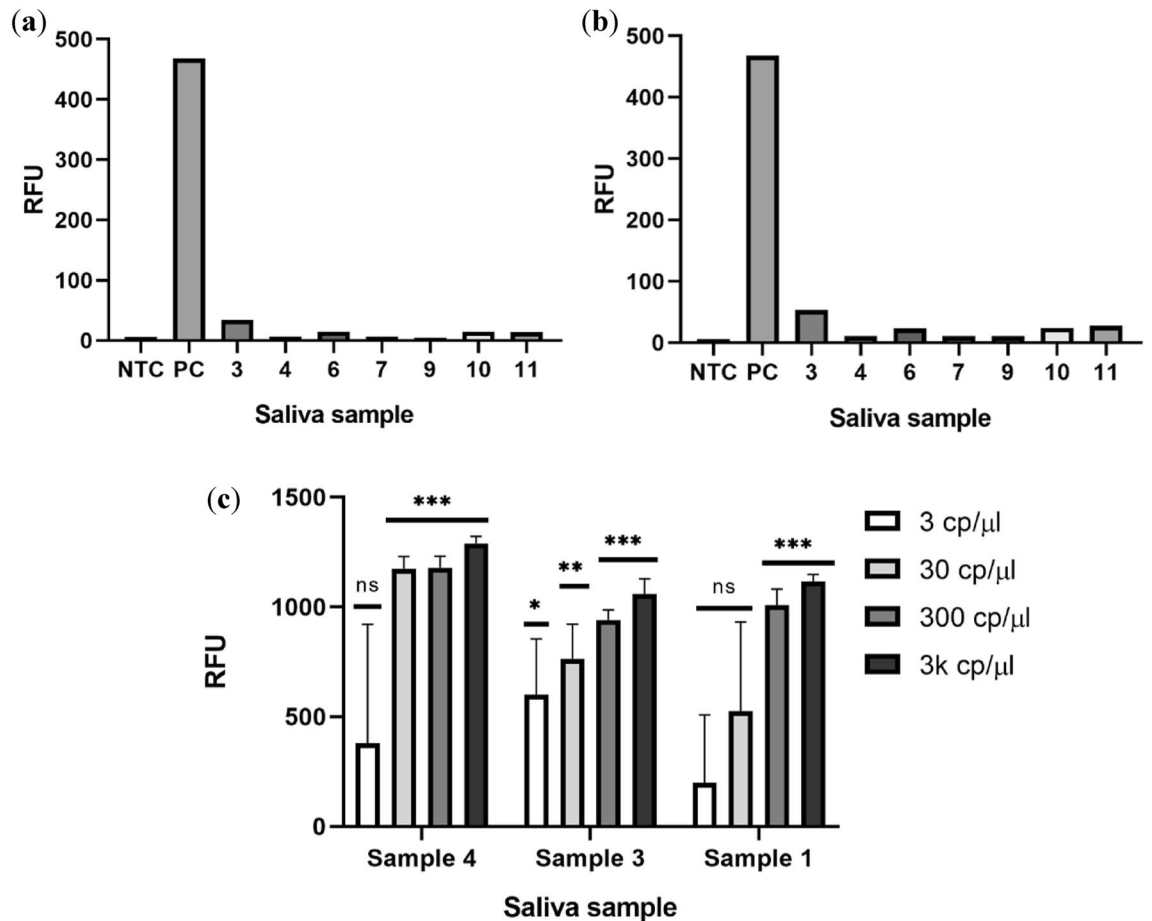 (a)
500
400
300
200
100
0
RFU
NTC PC 3 4 6 7 9 10 11
Saliva sample
(b)
500
400
300
200
100
0
RFU
NTC PC 3 4 6 7 9 10 11
Saliva sample
(c)
1500
1000
500
0
RFU
ns
***
*
**
***
ns
***
Sample 4 Sample 3 Sample 1
Saliva sample
3 cp/μl
30 cp/μl
300 cp/μl
3k cp/μl